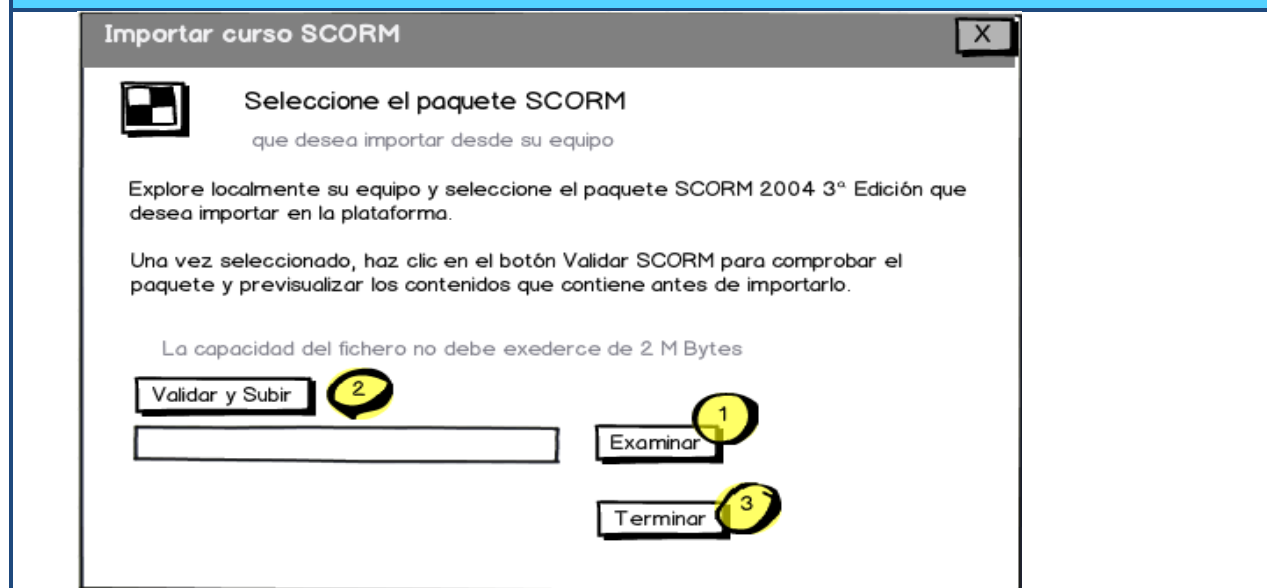 Importar curso SCORM
X
Seleccione el paquete SCORM
que desea importar desde su equipo
Explore localmente su equipo y seleccione el paquete SCORM 2004 3ª Edición que
desea importar en la plataforma.
Una vez seleccionado, haz clic en el botón Validar SCORM para comprobar el
paquete y previsualizar los contenidos que contiene antes de importarlo.
La capacidad del fichero no debe exederce de 2 M Bytes
Validar y Subir
2
1
Examinar
3
Terminar